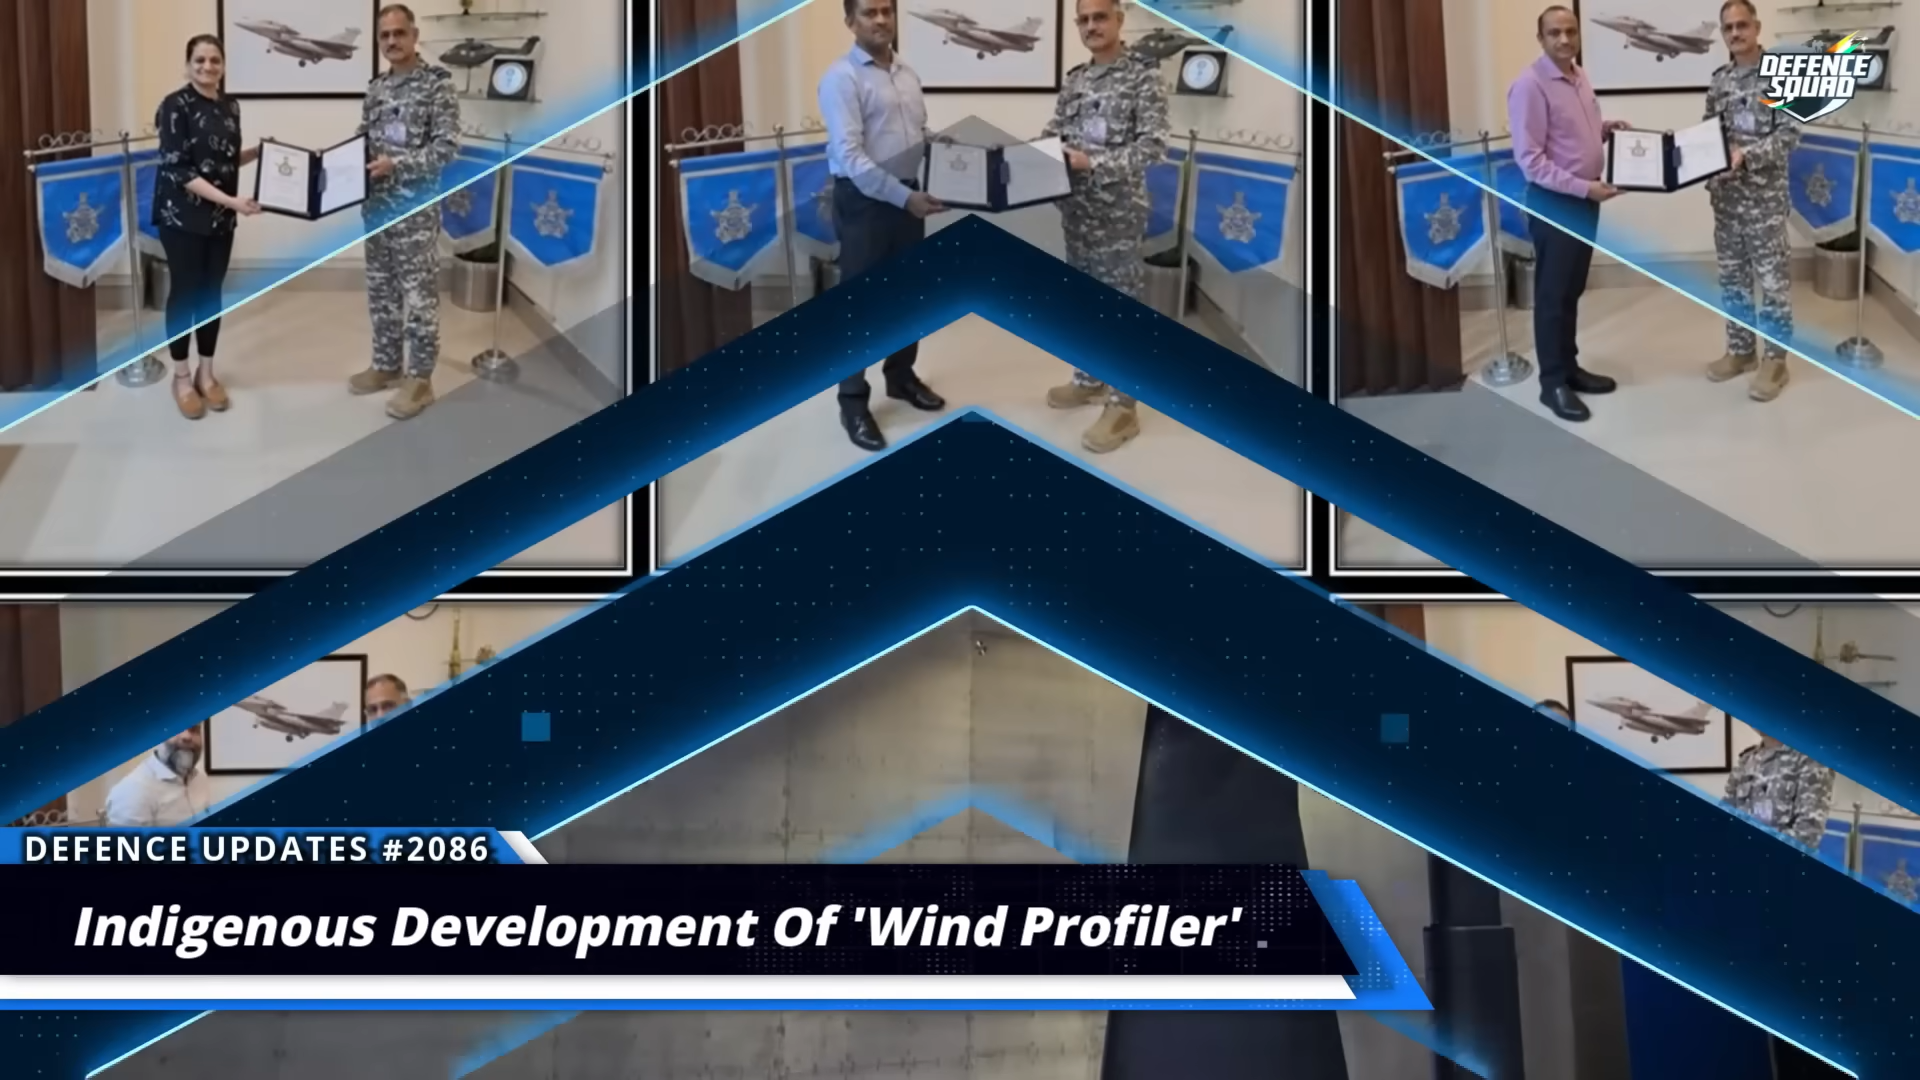 DEFENCE
SQUAD
DEFENCE UPDATES #2086
Indigenous Development Of 'Wind Profiler'